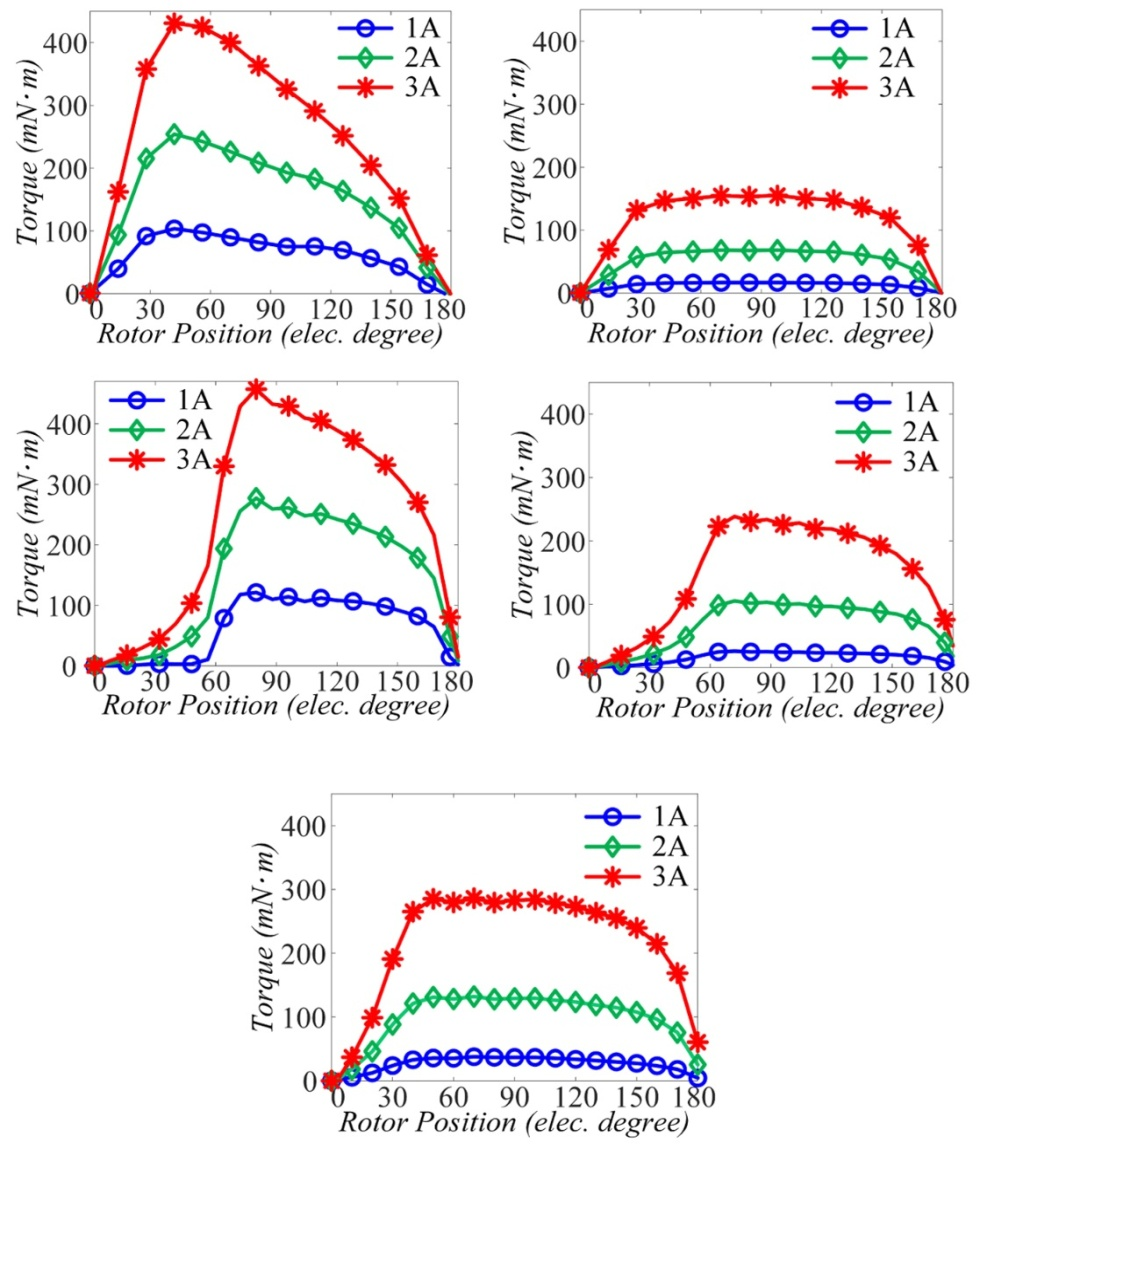 Torque (mN·m)
400
300
200
100
0
1A
2A
3A
0 30 60 90 120 150 180
Rotor Position (elec. degree)
Torque (mN·m)
400
300
200
100
0
1A
2A
3A
0 30 60 90 120 150 180
Rotor Position (elec. degree)
Torque (mN·m)
400
300
200
100
0
1A
2A
3A
0 30 60 90 120 150 180
Rotor Position (elec. degree)
Torque (mN·m)
400
300
200
100
0
1A
2A
3A
0 30 60 90 120 150 180
Rotor Position (elec. degree)
Torque (mN·m)
400
300
200
100
0
1A
2A
3A
0 30 60 90 120 150 180
Rotor Position (elec. degree)